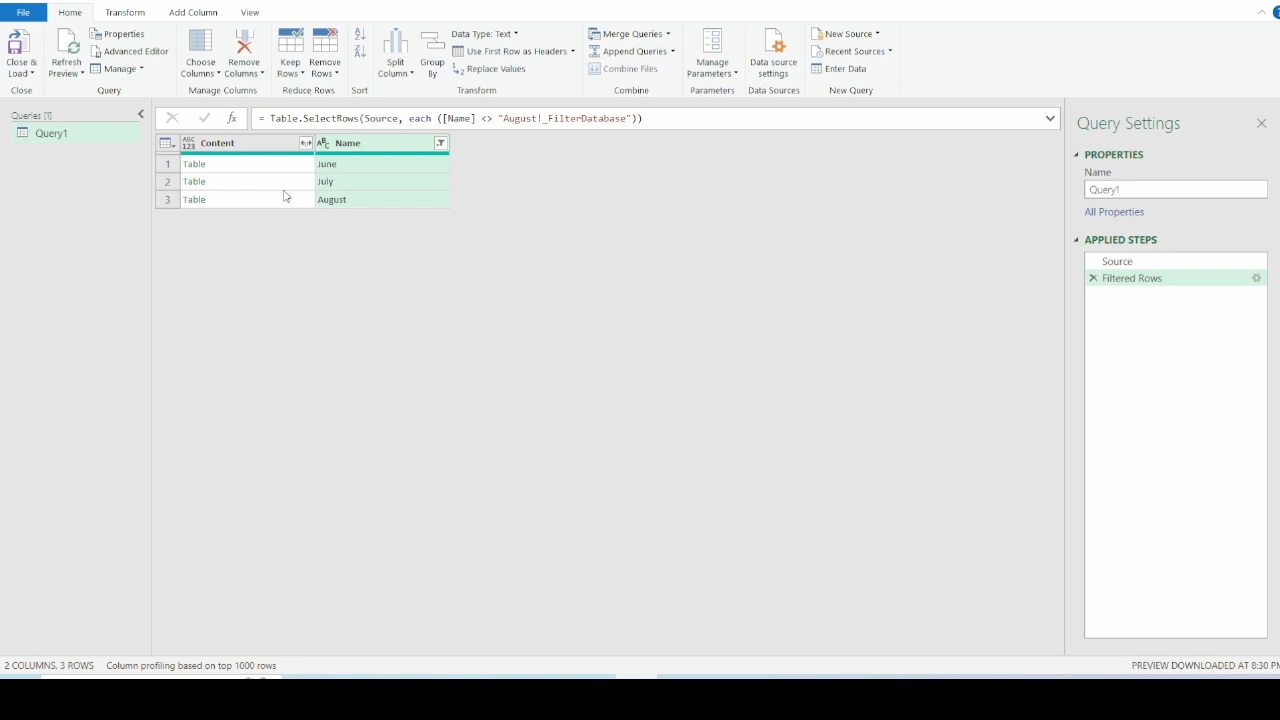 File Home Transform Add Column View
Close & Load
Close
Refresh Preview
Properties
Advanced Editor
Manage
Query
Choose Columns
Remove Columns
Manage Columns
Keep Rows
Remove Rows
Reduce Rows
Sort
Split Column
Group By
Data Type: Text
Use First Row as Headers
Replace Values
Transform
Merge Queries
Append Queries
Combine Files
Combine
Manage Parameters
Parameters
Data source settings
Data Sources
New Source
Recent Sources
Enter Data
New Query
Queries [1]
Query1
fx = Table.SelectRows(Source, each ([Name] <> "August!_FilterDatabase"))
ABC 123 Content ABC Name
1 Table June
2 Table July
3 Table August
Query Settings
PROPERTIES
Name
Query1
All Properties
APPLIED STEPS
Source
Filtered Rows
2 COLUMNS, 3 ROWS Column profiling based on top 1000 rows
PREVIEW DOWNLOADED AT 8:30 P